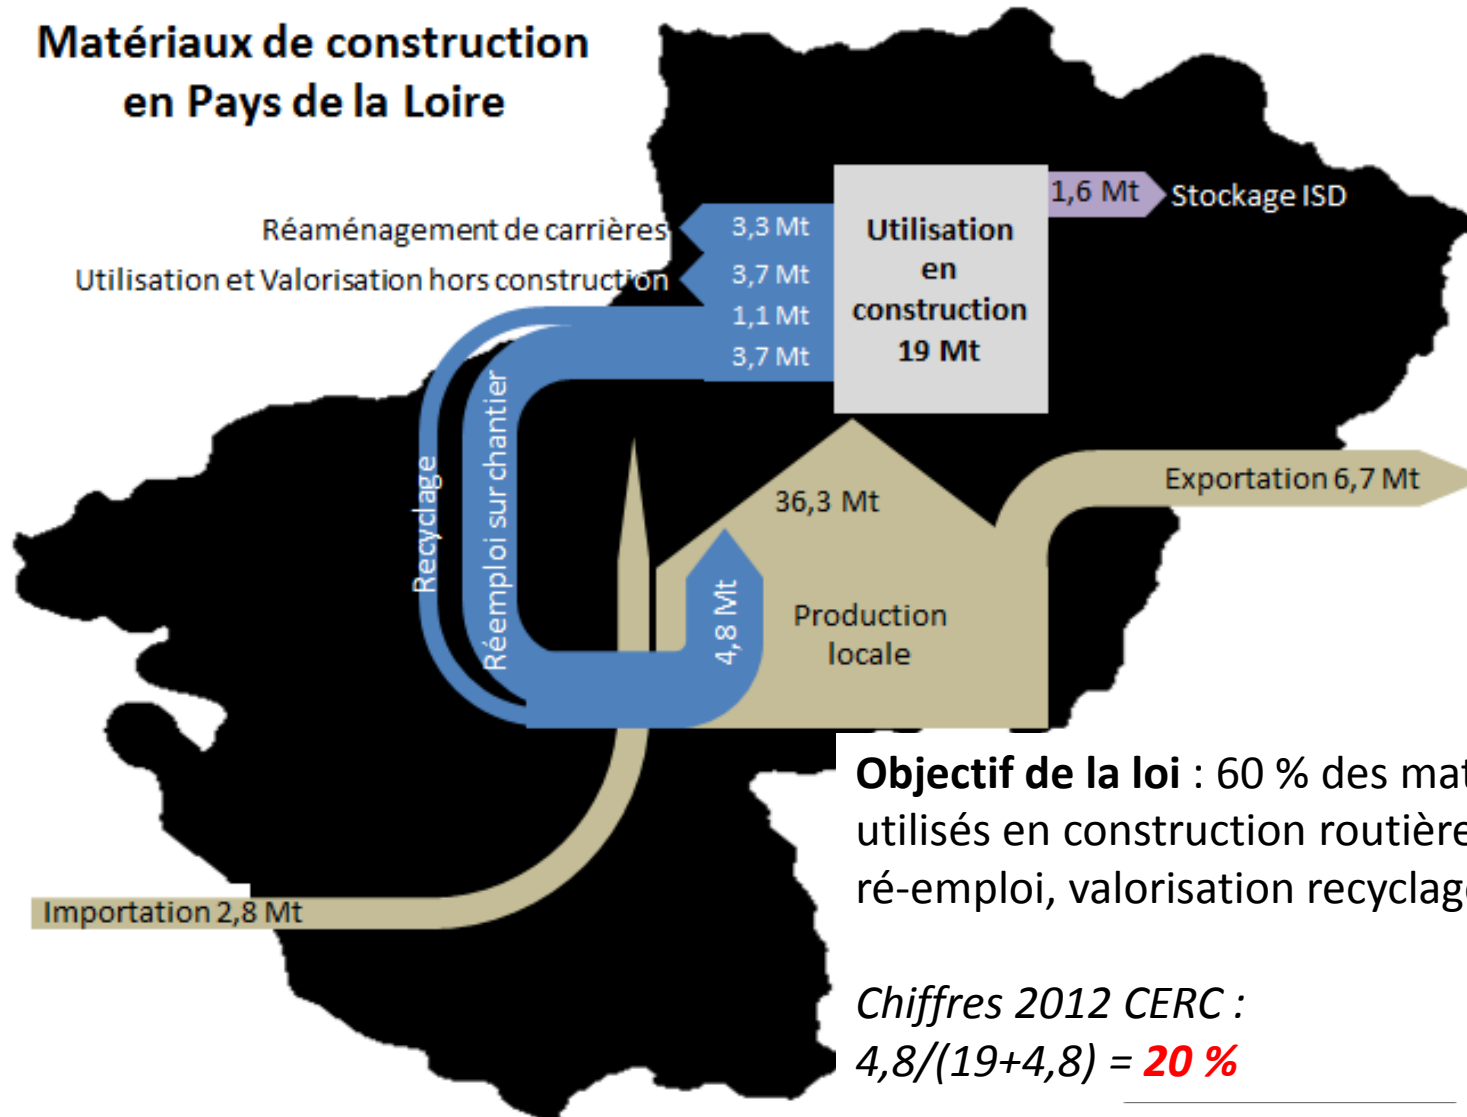 Matériaux de construction
en Pays de la Loire
1,6 Mt
Stockage ISD
Réaménagement de carrières
3,3 Mt
Utilisation et Valorisation hors construction
3,7 Mt
1,1 Mt
3,7 Mt
Utilisation
en
construction
19 Mt
Recyclage
Réemploi sur chantier
36,3 Mt
Exportation 6,7 Mt
4,8 Mt
Production
locale
Importation 2,8 Mt
Objectif de la loi : 60 % des mat
utilisés en construction routière
ré-emploi, valorisation recyclage
Chiffres 2012 CERC :
4,8/(19+4,8) = 20 %